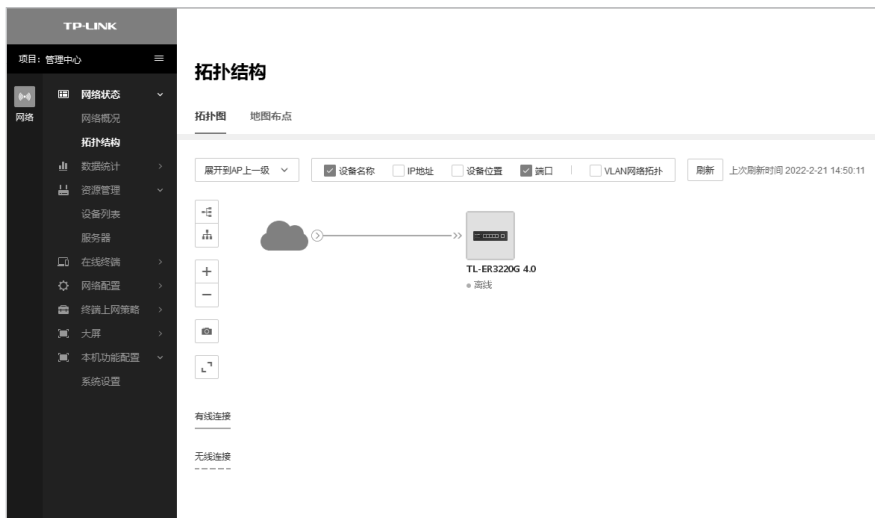 TP-LINK
项目: 管理中心
网络
网络状态
网络概况
拓扑结构
数据统计
资源管理
设备列表
服务器
在线终端
网络配置
终端上网策略
大屏
本机功能配置
系统设置
拓扑结构
拓扑图 地图布点
展开到AP上一级 设备名称 IP地址 设备位置 端口 VLAN网络拓扑 刷新 上次刷新时间 2022-2-21 14:50:11
TL-ER3220G 4.0
离线
有线连接
无线连接